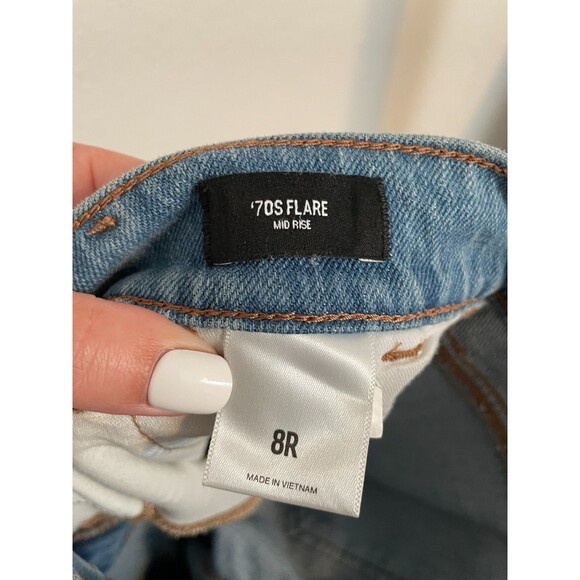 ‘70S FLARE
MID RISE
8R
MADE IN VIETNAM